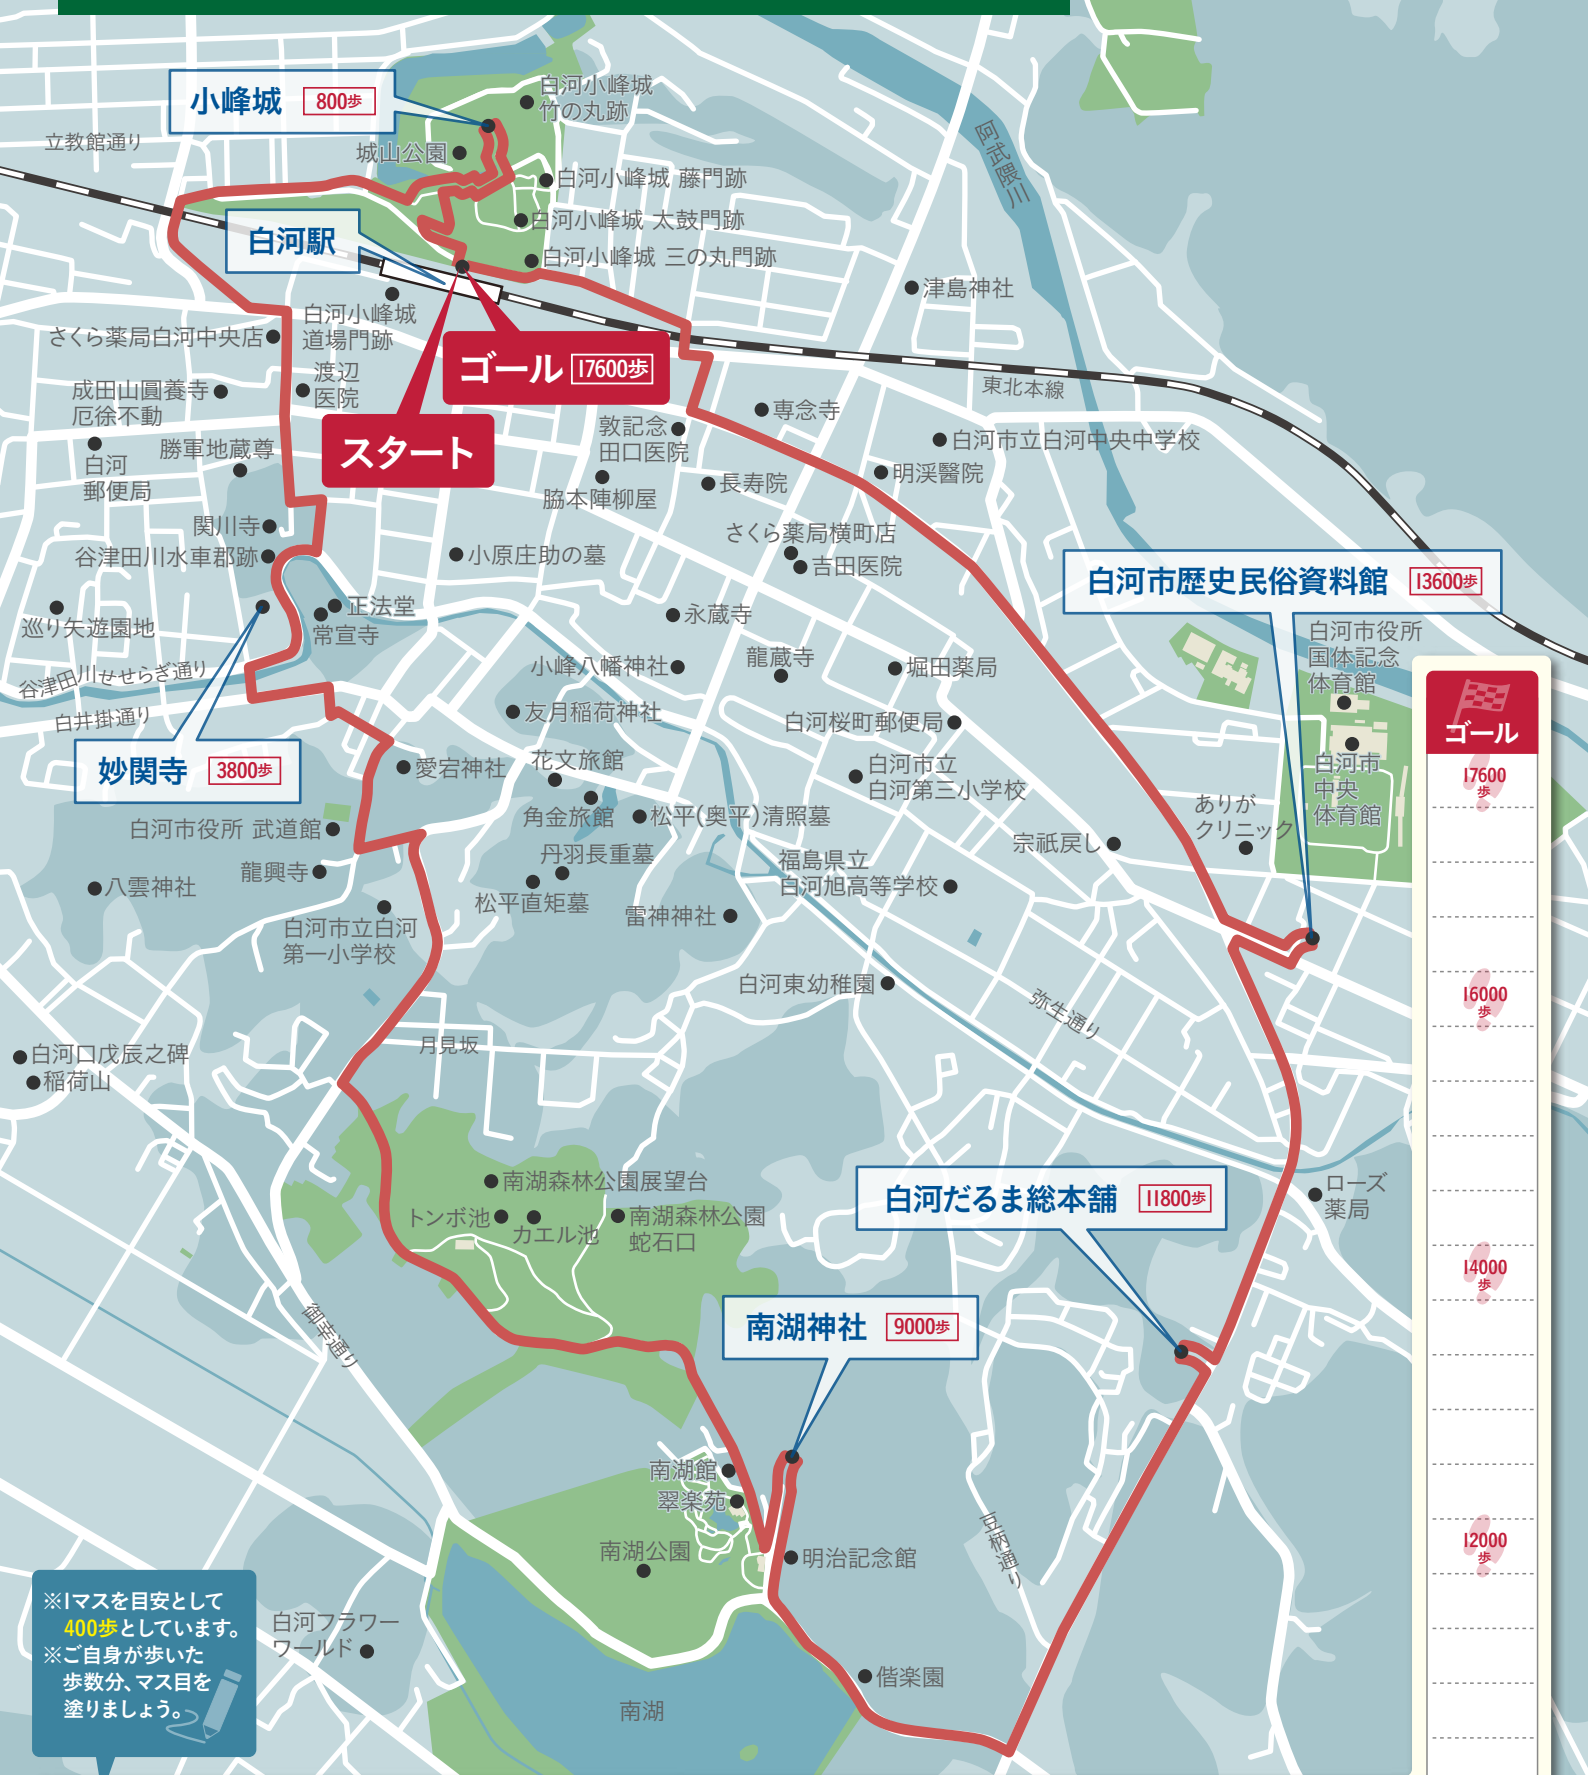 小峰城 800歩
白河小峰城
竹の丸跡
立教館通り
城山公園
阿武隈川
白河小峰城 藤門跡
白河小峰城 太鼓門跡
白河駅
白河小峰城 三の丸門跡
津島神社
白河小峰城
道場門跡
さくら薬局白河中央店
ゴール 17600歩
渡辺
医院
成田山圓養寺
厄徐不動
東北本線
専念寺
敦記念
田口医院
スタート
白河市立白河中央中学校
勝軍地蔵尊
白河
郵便局
明渓醫院
長寿院
脇本陣柳屋
関川寺
さくら薬局横町店
谷津田川水車郡跡
小原庄助の墓
吉田医院
白河市歴史民俗資料館 13600歩
正法堂
常宣寺
巡り矢遊園地
永蔵寺
白河市役所
国体記念
体育館
小峰八幡神社
龍蔵寺
堀田薬局
谷津田川せせらぎ通り
白井掛通り
友月稲荷神社
白河桜町郵便局
ゴール
妙関寺 3800歩
愛宕神社
花文旅館
白河市立
白河第三小学校
白河市
中央
体育館
17600
歩
角金旅館
松平(奥平)清照墓
ありが
クリニック
白河市役所 武道館
宗祇戻し
丹羽長重墓
福島県立
白河旭高等学校
龍興寺
八雲神社
松平直矩墓
雷神神社
白河市立白河
第一小学校
白河東幼稚園
弥生通り
16000
歩
月見坂
白河口戊辰之碑
稲荷山
南湖森林公園展望台
白河だるま総本舗 11800歩
ローズ
薬局
トンボ池
カエル池
南湖森林公園
蛇石口
14000
歩
御幸通り
南湖神社 9000歩
南湖館
翠楽苑
南湖公園
明治記念館
豆柄通り
12000
歩
※1マスを目安として
400歩としています。
※ご自身が歩いた
歩数分、マス目を
塗りましょう。
白河フラワー
ワールド
偕楽園
南湖